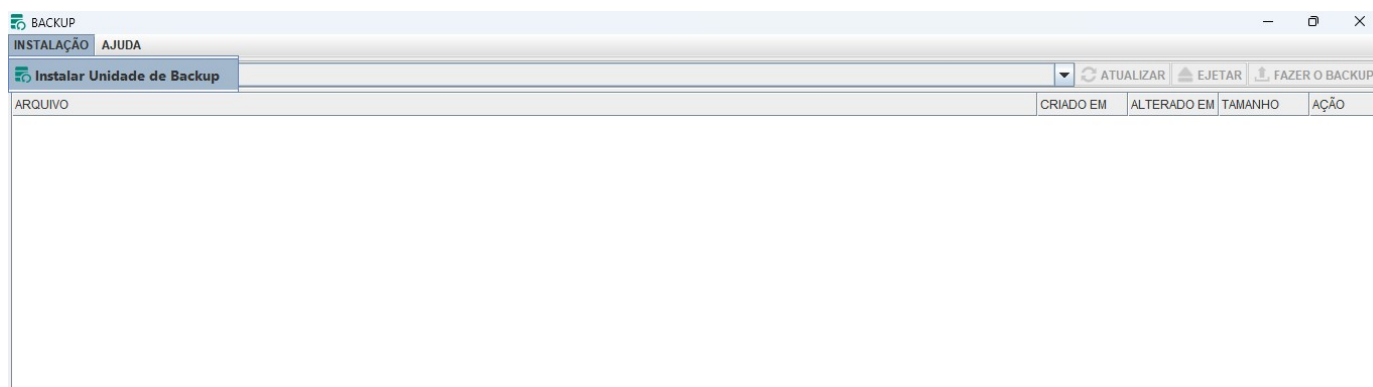 BACKUP
INSTALAÇÃO AJUDA
Instalar Unidade de Backup ATUALIZAR EJETAR FAZER O BACKUP
ARQUIVO CRIADO EM ALTERADO EM TAMANHO AÇÃO